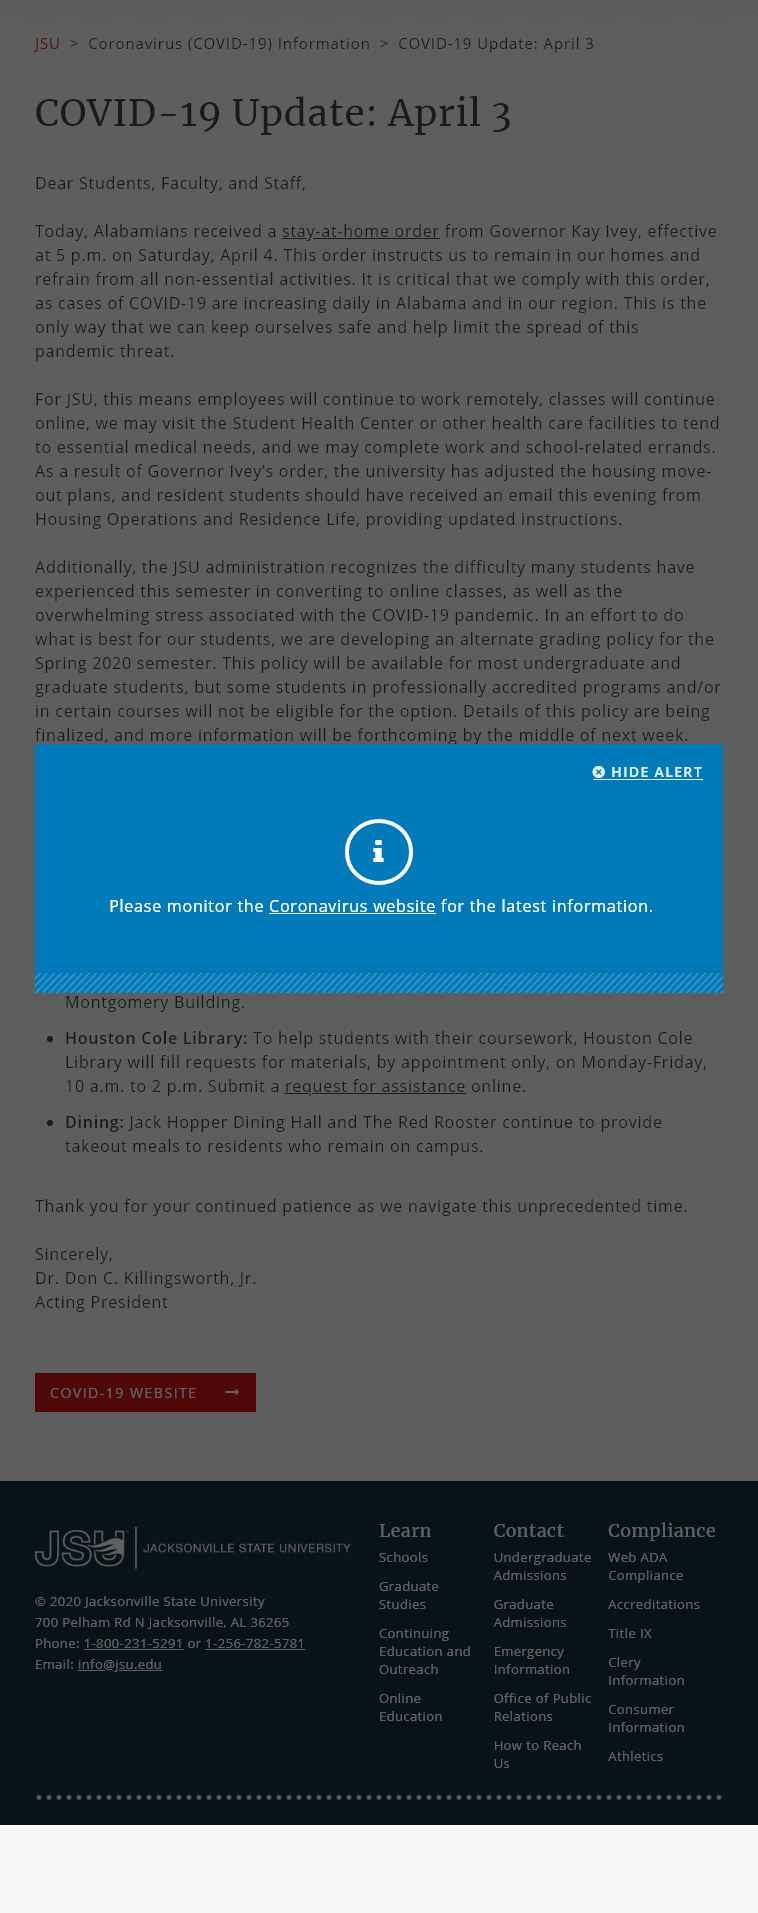 JSU > Coronavirus (COVID-19) Information > COVID-19 Update: April 3
COVID-19 Update: April 3
Dear Students, Faculty, and Staff,
Today, Alabamians received a stay-at-home order from Governor Kay Ivey, effective
at 5 p.m. on Saturday, April 4. This order instructs us to remain in our homes and
refrain from all non-essential activities. It is critical that we comply with this order,
as cases of COVID-19 are increasing daily in Alabama and in our region. This is the
only way that we can keep ourselves safe and help limit the spread of this
pandemic threat.
For JSU, this means employees will continue to work remotely, classes will continue
online, we may visit the Student Health Center or other health care facilities to tend
to essential medical needs, and we may complete work and school-related errands.
As a result of Governor Ivey’s order, the university has adjusted the housing move-
out plans, and resident students should have received an email this evening from
Housing Operations and Residence Life, providing updated instructions.
Additionally, the JSU administration recognizes the difficulty many students have
experienced this semester in converting to online classes, as well as the
overwhelming stress associated with the COVID-19 pandemic. In an effort to do
what is best for our students, we are developing an alternate grading policy for the
Spring 2020 semester. This policy will be available for most undergraduate and
graduate students, but some students in professionally accredited programs and/or
in certain courses will not be eligible for the option. Details of this policy are being
finalized, and more information will be forthcoming by the middle of next week.
HIDE ALERT
Please monitor the Coronavirus website for the latest information.
Montgomery Building.
• Houston Cole Library: To help students with their coursework, Houston Cole
Library will fill requests for materials, by appointment only, on Monday-Friday,
10 a.m. to 2 p.m. Submit a request for assistance online.
• Dining: Jack Hopper Dining Hall and The Red Rooster continue to provide
takeout meals to residents who remain on campus.
Thank you for your continued patience as we navigate this unprecedented time.
Sincerely,
Dr. Don C. Killingsworth, Jr.
Acting President
COVID-19 WEBSITE
JSU JACKSONVILLE STATE UNIVERSITY
© 2020 Jacksonville State University
700 Pelham Rd N Jacksonville, AL 36265
Phone: 1-800-231-5291 or 1-256-782-5781
Email: info@jsu.edu
Learn
Schools
Graduate
Studies
Continuing
Education and
Outreach
Online
Education
Contact
Undergraduate
Admissions
Graduate
Admissions
Emergency
Information
Office of Public
Relations
How to Reach
Us
Compliance
Web ADA
Compliance
Accreditations
Title IX
Clery
Information
Consumer
Information
Athletics